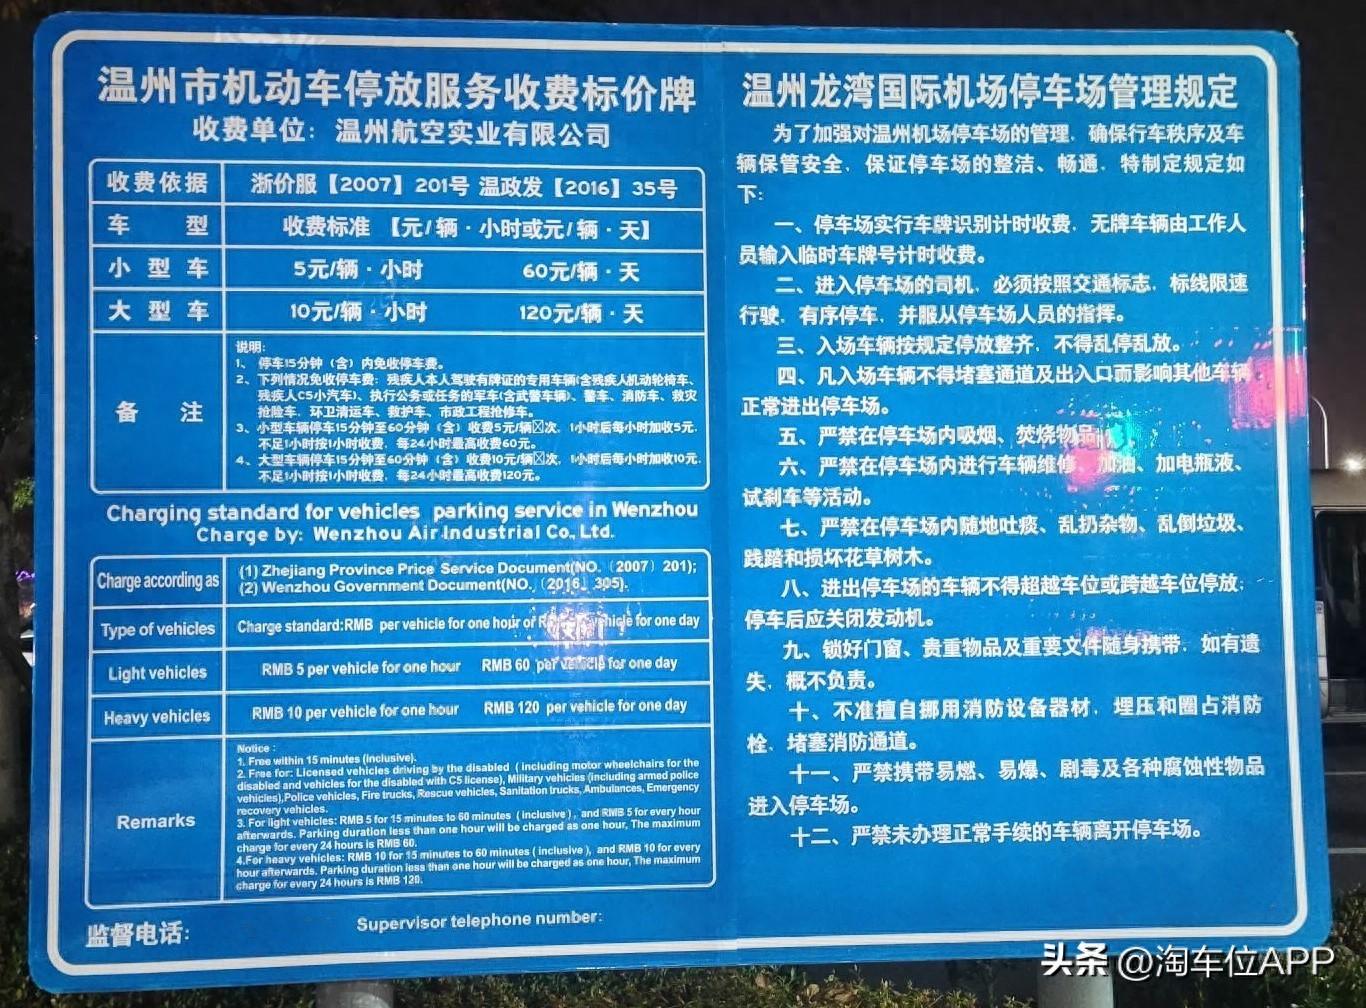 温州市机动车停放服务收费标价牌
收费单位：温州航空实业有限公司
收费依据 浙价服【2007】201号 温政发【2016】35号
车型 收费标准 【元/辆·小时或元/辆·天】
小型车 5元/辆·小时 60元/辆·天
大型车 10元/辆·小时 120元/辆·天
备注
说明:
1、停车15分钟（含）内免收停车费。
2、下列情况免收停车费：残疾人本人驾驶有牌证的专用车辆(含残疾人机动轮椅车、
残疾人C5小汽车)、执行公务或任务的军车(含武警车辆)、警车、消防车、救灾
抢险车、环卫清运车、救护车、市政工程抢修车。
3、小型车辆停车15分钟至60分钟（含）收费5元/辆☒次，1小时后每小时加收5元，
不足1小时按1小时收费，每24小时最高收费60元。
4、大型车辆停车15分钟至60分钟（含）收费10元/辆☒次，1小时后每小时加收10元，
不足1小时按1小时收费，每24小时最高收费120元。
Charging standard for vehicles parking service in Wenzhou
Charge by: Wenzhou Air Industrial Co., Ltd.
Charge according as
(1) Zhejiang Province Price Service Document(NO.〔2007〕201);
(2) Wenzhou Government Document(NO.〔2016〕305).
Type of vehicles Charge standard:RMB per vehicle for one hour or vehicle for one day
Light vehicles RMB 5 per vehicle for one hour RMB 60 per vehicle for one day
Heavy vehicles RMB 10 per vehicle for one hour RMB 120 per vehicle for one day
Remarks
Notice :
1. Free within 15 minutes (inclusive).
2. Free for: Licensed vehicles driving by the disabled ( including motor wheelchairs for the
disabled and vehicles for the disabled with C5 license), Military vehicles (including armed police
vehicles),Police vehicles, Fire trucks, Rescue vehicles, Sanitation trucks, Ambulances, Emergency
recovery vehicles.
3. For light vehicles: RMB 5 for 15 minutes to 60 minutes ( inclusive ), and RMB 5 for every hour
afterwards. Parking duration less than one hour will be charged as one hour, The maximum
charge for every 24 hours is RMB 60.
4.For heavy vehicles: RMB 10 for 15 minutes to 60 minutes ( inclusive ), and RMB 10 for every
hour afterwards. Parking duration less than one hour will be charged as one hour, The maximum
charge for every 24 hours is RMB 120.
监督电话: Supervisor telephone number:
温州龙湾国际机场停车场管理规定
为了加强对温州机场停车场的管理，确保行车秩序及车
辆保管安全，保证停车场的整洁、畅通，特制定规定如
下：
一、停车场实行车牌识别计时收费，无牌车辆由工作人
员输入临时车牌号计时收费。
二、进入停车场的司机，必须按照交通标志，标线限速
行驶，有序停车，并服从停车场人员的指挥。
三、入场车辆按规定停放整齐，不得乱停乱放。
四、凡入场车辆不得堵塞通道及出入口而影响其他车辆
正常进出停车场。
五、严禁在停车场内吸烟、焚烧物品
六、严禁在停车场内进行车辆维修、加油、加电瓶液、
试刹车等活动。
七、严禁在停车场内随地吐痰、乱扔杂物、乱倒垃圾、
践踏和损坏花草树木。
八、进出停车场的车辆不得超越车位或跨越车位停放；
停车后应关闭发动机。
九、锁好门窗、贵重物品及重要文件随身携带，如有遗
失，概不负责。
十、不准擅自挪用消防设备器材，埋压和圈占消防
栓，堵塞消防通道。
十一、严禁携带易燃、易爆、剧毒及各种腐蚀性物品
进入停车场。
十二、严禁未办理正常手续的车辆离开停车场。
头条 @淘车位APP